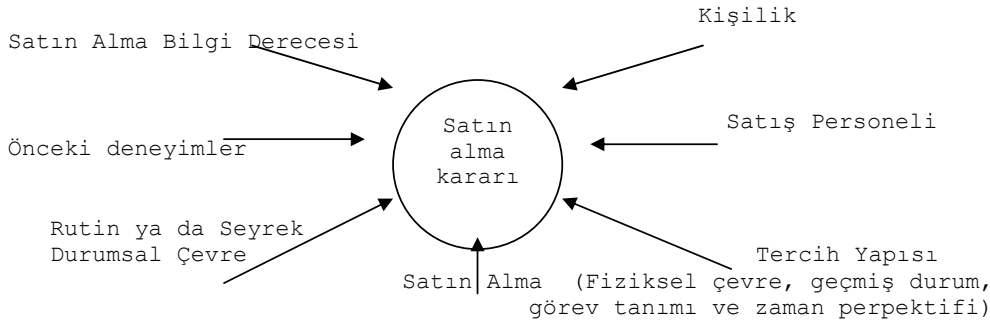 Kişilik
Satın Alma Bilgi Derecesi
Satış Personeli
Önceki deneyimler
Satın
alma
kararı
Rutin ya da Seyrek
Durumsal Çevre
Tercih Yapısı
Satın Alma (Fiziksel çevre, geçmiş durum,
görev tanımı ve zaman perpektifi)